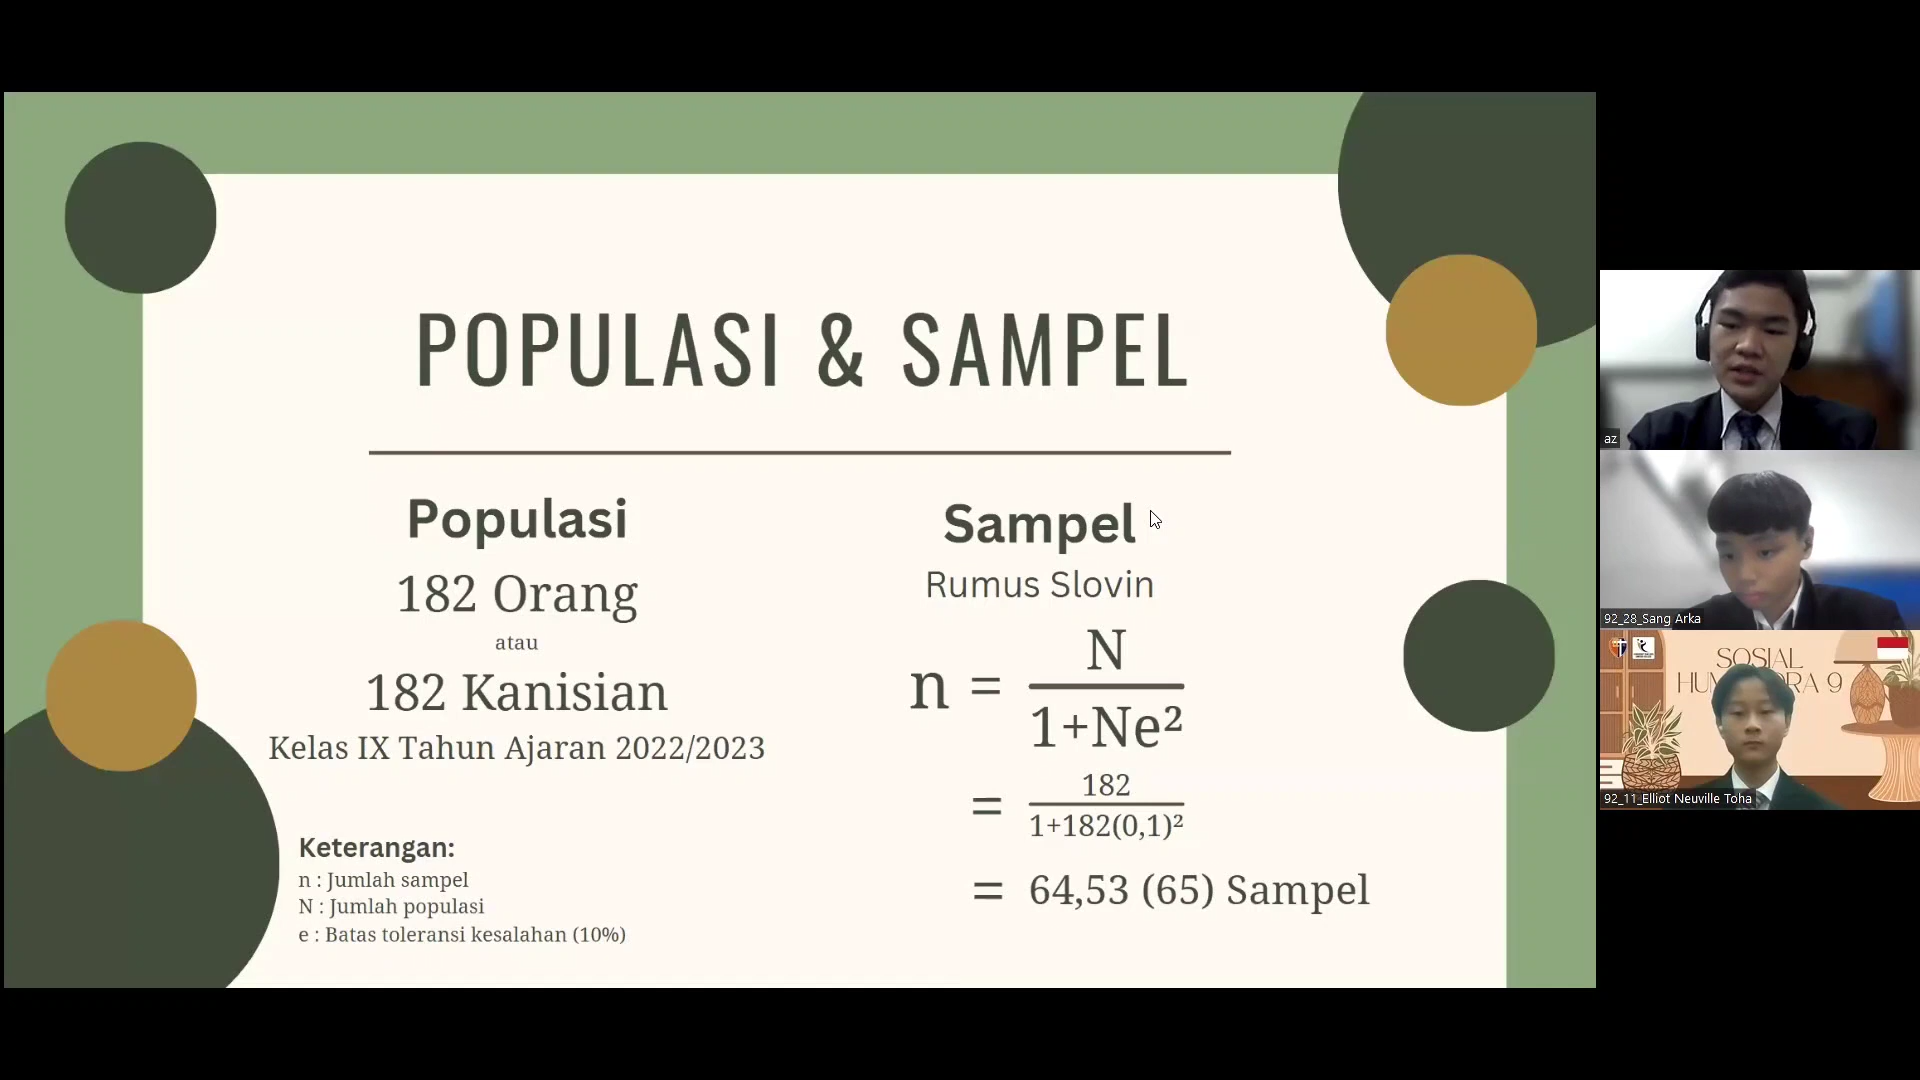 POPULASI & SAMPEL
Populasi
182 Orang
atau
182 Kanisian
Kelas IX Tahun Ajaran 2022/2023
Keterangan:
n : Jumlah sampel
N : Jumlah populasi
e : Batas toleransi kesalahan (10%)
Sampel
Rumus Slovin
n = N
1+Ne²
= 182
1+182(0,1)²
= 64,53 (65) Sampel
az
92_28_Sang Arka
SOSIAL
92_11_Elliot Neuville Toha